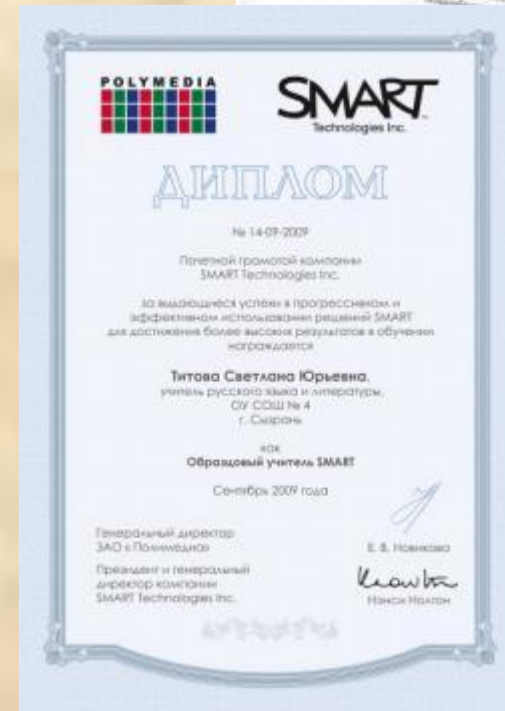 POLYMEDIA
SMART
Technologies Inc.
ДИПЛОМ
№ 14-09-2009
Почетной грамотой компании
SMART Technologies Inc.
за выдающиеся успехи в прогрессивном и
эффективном использовании решений SMART
для достижения более высоких результатов в обучении
награждается
Титова Светлана Юрьевна,
учитель русского языка и литературы,
ОУ СОШ № 4
г. Сызрань
как
Образцовый учитель SMART
Сентябрь 2009 года
Генеральный директор
ЗАО «Полимедиа»
Е. В. Новикова
Президент и генеральный
директор компании
SMART Technologies Inc.
Нэнси Нолтон